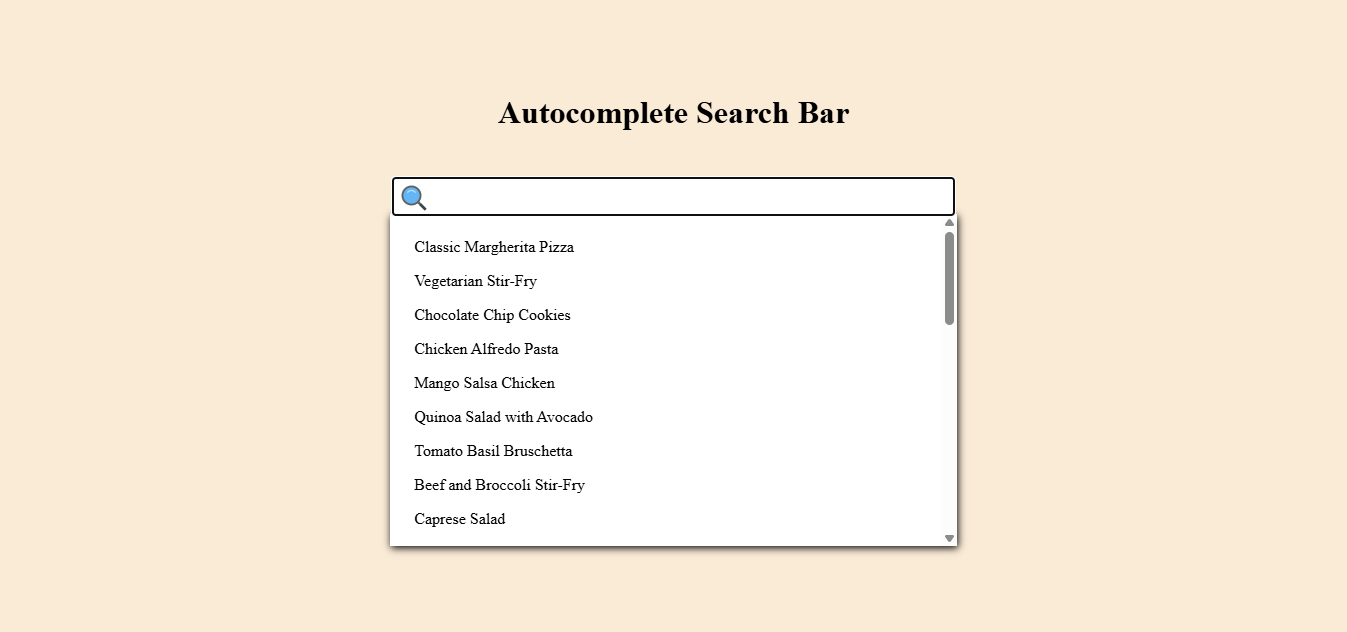 Autocomplete Search Bar
Classic Margherita Pizza
Vegetarian Stir-Fry
Chocolate Chip Cookies
Chicken Alfredo Pasta
Mango Salsa Chicken
Quinoa Salad with Avocado
Tomato Basil Bruschetta
Beef and Broccoli Stir-Fry
Caprese Salad